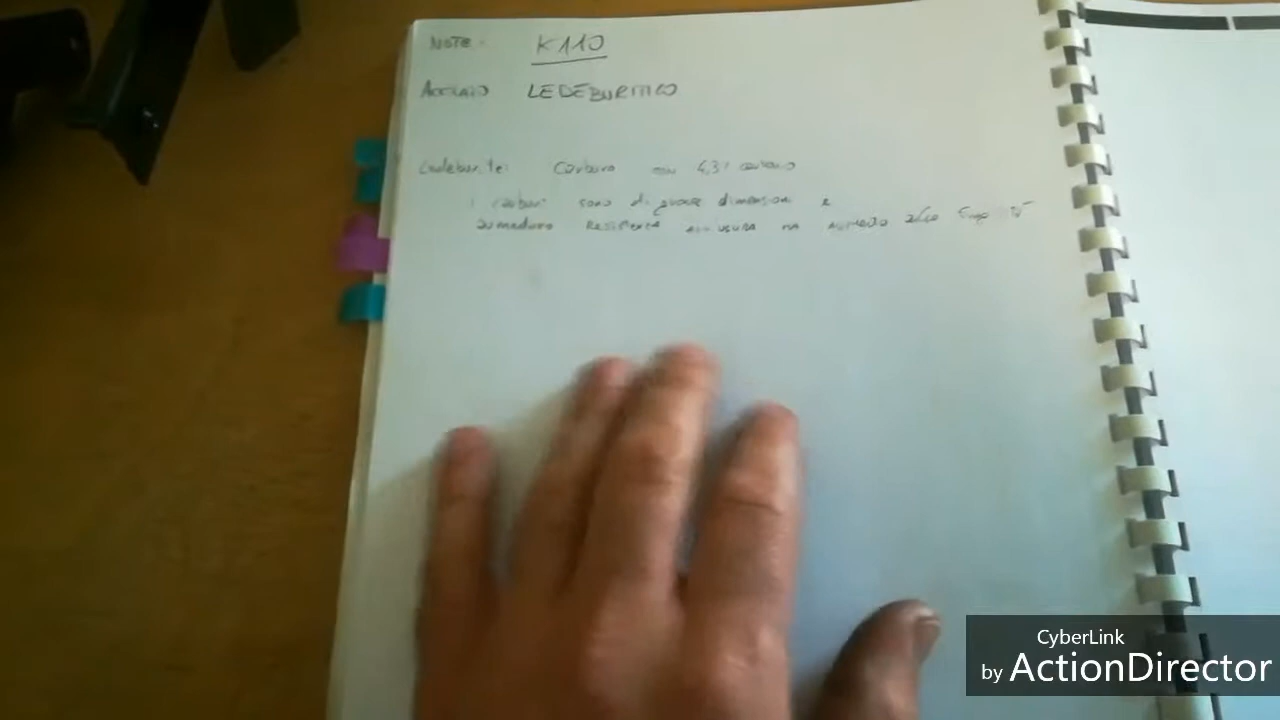 NOTE - K110
ACCIAIO LEDEBURITICO
Ledeburite: Carburo con 4,3% carbonio
i carburi sono di grosse dimensioni e
aumentano RESISTENZA ALL'USURA MA
CyberLink
by ActionDirector